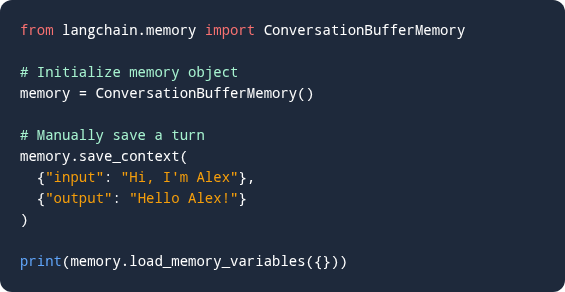 from langchain.memory import ConversationBufferMemory
# Initialize memory object
memory = ConversationBufferMemory()
# Manually save a turn
memory.save_context(
  {"input": "Hi, I'm Alex"},
  {"output": "Hello Alex!"}
)
print(memory.load_memory_variables({}))